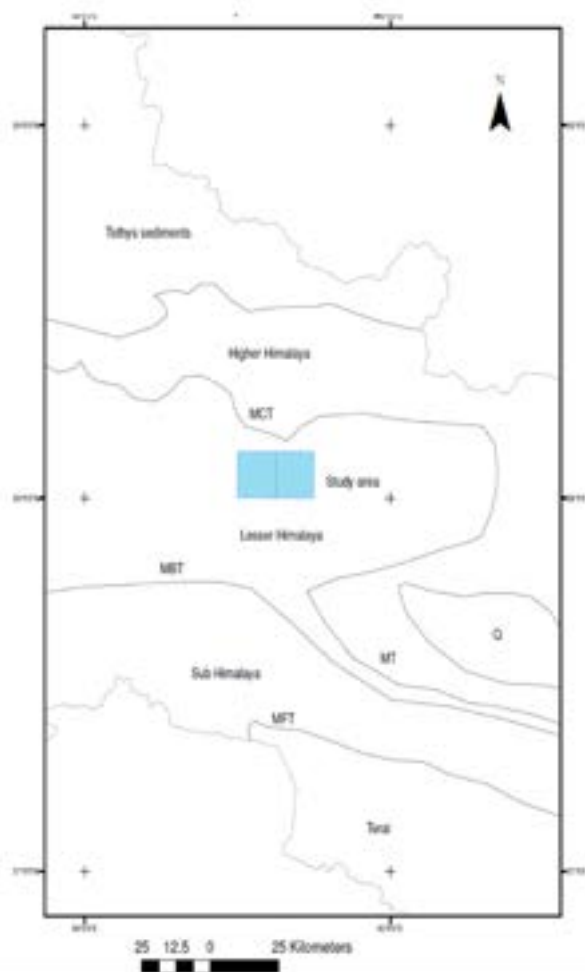 N
Tethys sediments
Higher Himalaya
MCT
Study area
Lesser Himalaya
MBT
Q
MT
Sub Himalaya
MFT
Terai
25 12.5 0 25 Kilometers